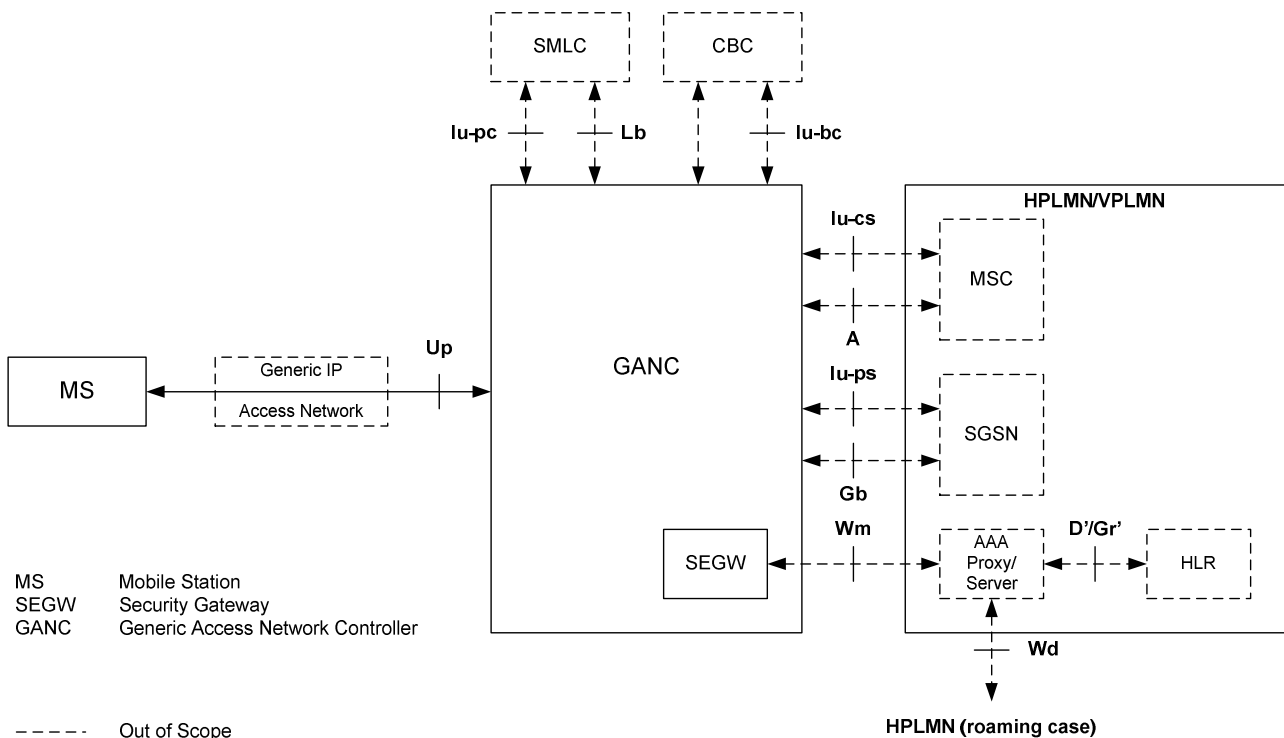 SMLC
CBC
Iu-pc
Lb
Iu-bc
HPLMN/VPLMN
Iu-cs
MSC
A
Up
GANC
Iu-ps
MS
Generic IP
Access Network
SGSN
Gb
Wm
D’/Gr’
SEGW
AAA
Proxy/
Server
HLR
MS Mobile Station
SEGW Security Gateway
GANC Generic Access Network Controller
Wd
Out of Scope
HPLMN (roaming case)